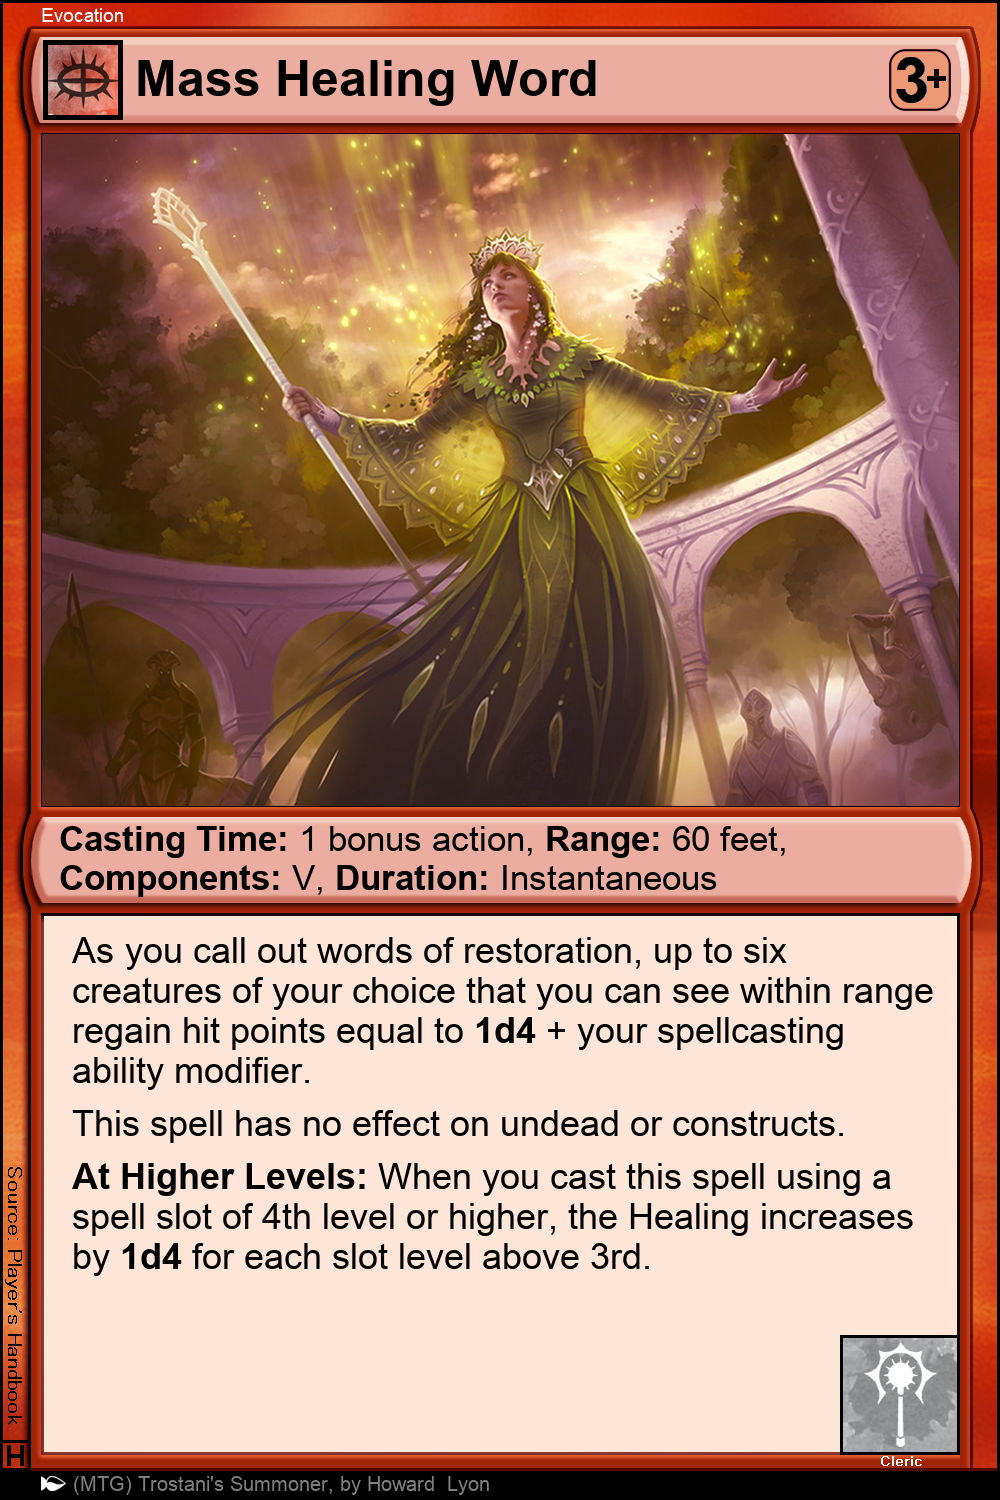 Evocation
Mass Healing Word
3+
Casting Time: 1 bonus action, Range: 60 feet,
Components: V, Duration: Instantaneous
As you call out words of restoration, up to six
creatures of your choice that you can see within range
regain hit points equal to 1d4 + your spellcasting
ability modifier.
This spell has no effect on undead or constructs.
At Higher Levels: When you cast this spell using a
spell slot of 4th level or higher, the Healing increases
by 1d4 for each slot level above 3rd.
Source: Player's Handbook
H
Cleric
(MTG) Trostani's Summoner, by Howard  Lyon